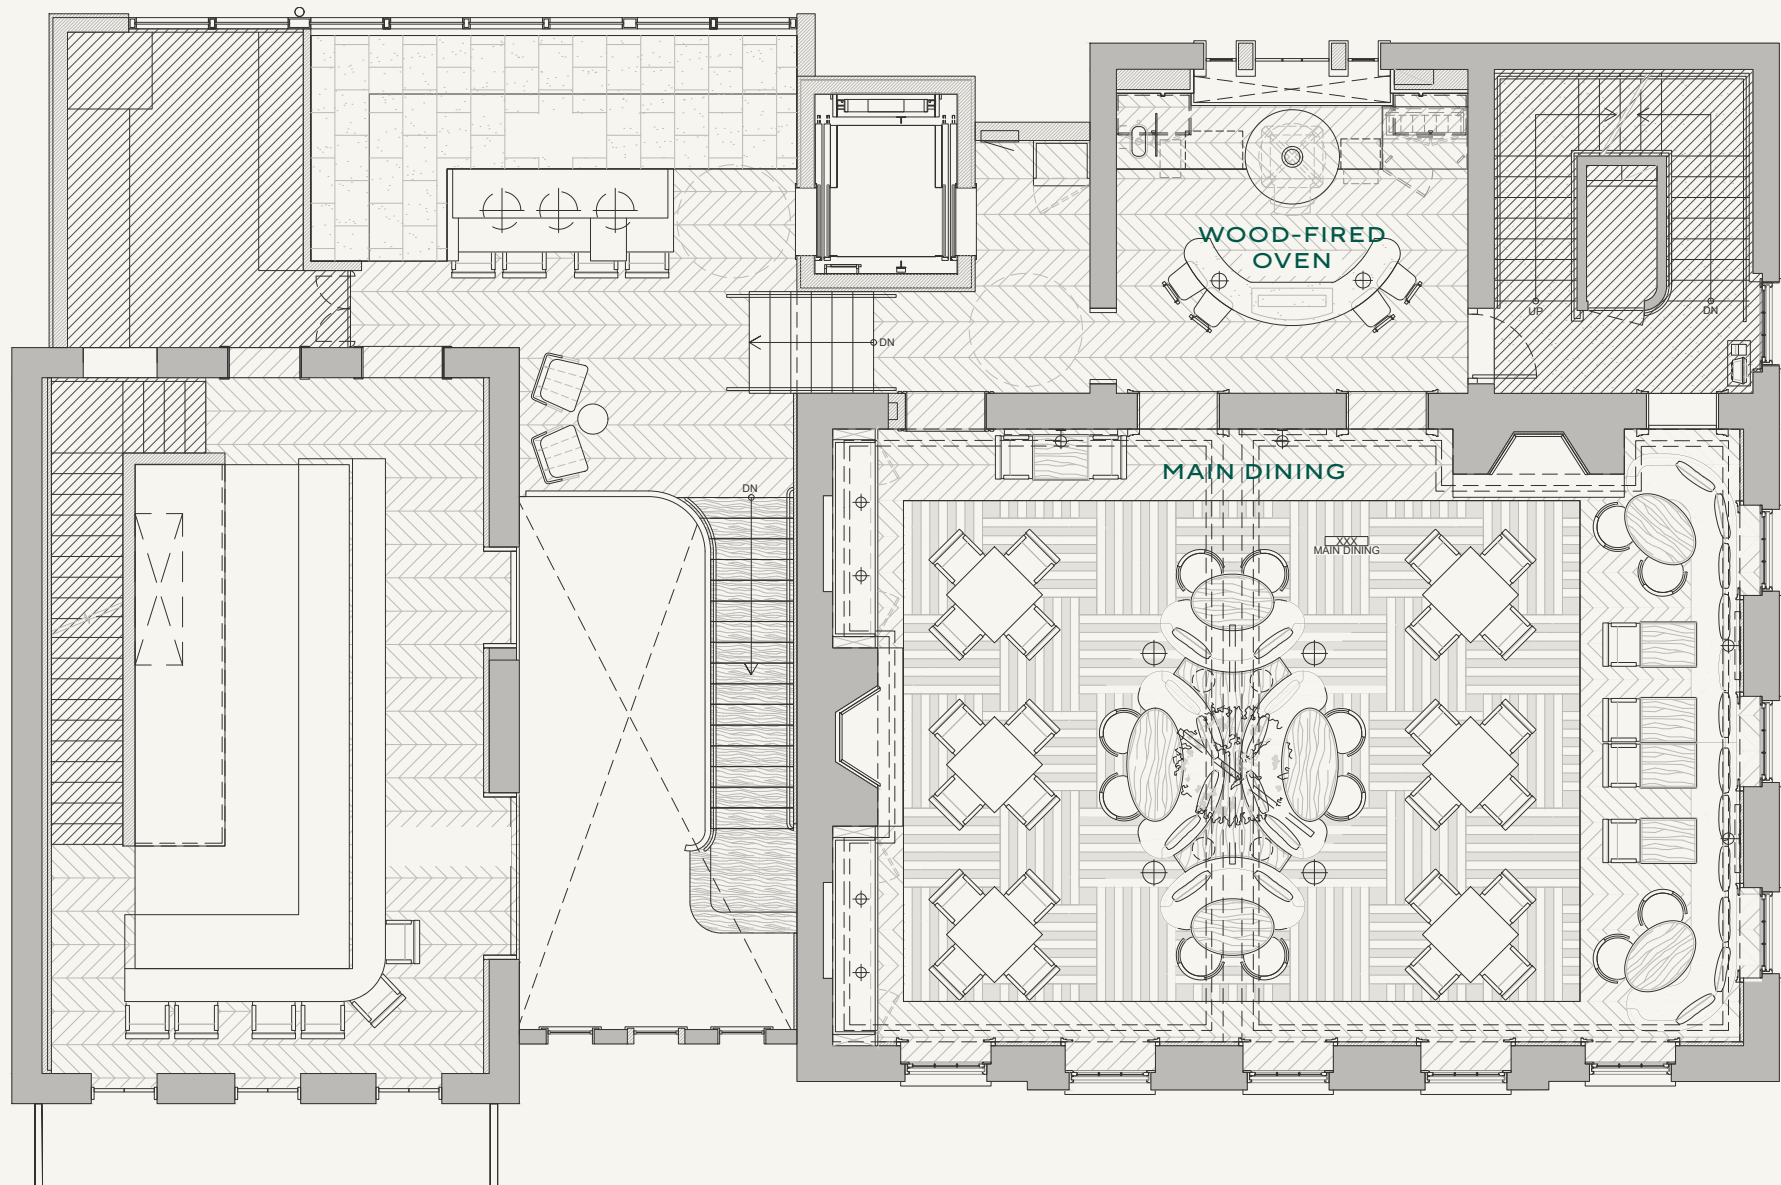 WOOD-FIRED
OVEN
UP
DN
DN
MAIN DINING
DN
XXX
MAIN DINING